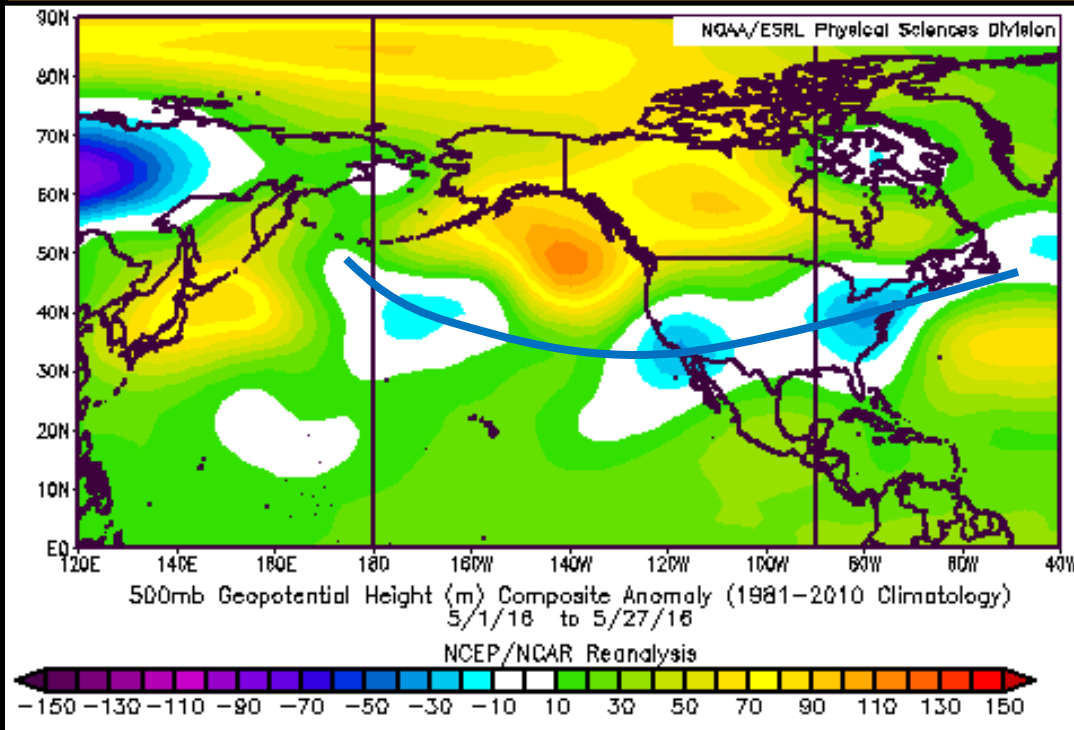 NOAA/ESRL Physical Sciences Division
90N
80N
70N
60N
50N
40N
30N
20N
10N
EQ
120E 140E 160E 180 160W 140W 120W 100W 80W 60W 40W
500mb Geopotential Height (m) Composite Anomaly (1981-2010 Climatology)
5/1/16 to 5/27/16
NCEP/NCAR Reanalysis
-150 -130 -110 -90 -70 -50 -30 -10 10 30 50 70 90 110 130 150